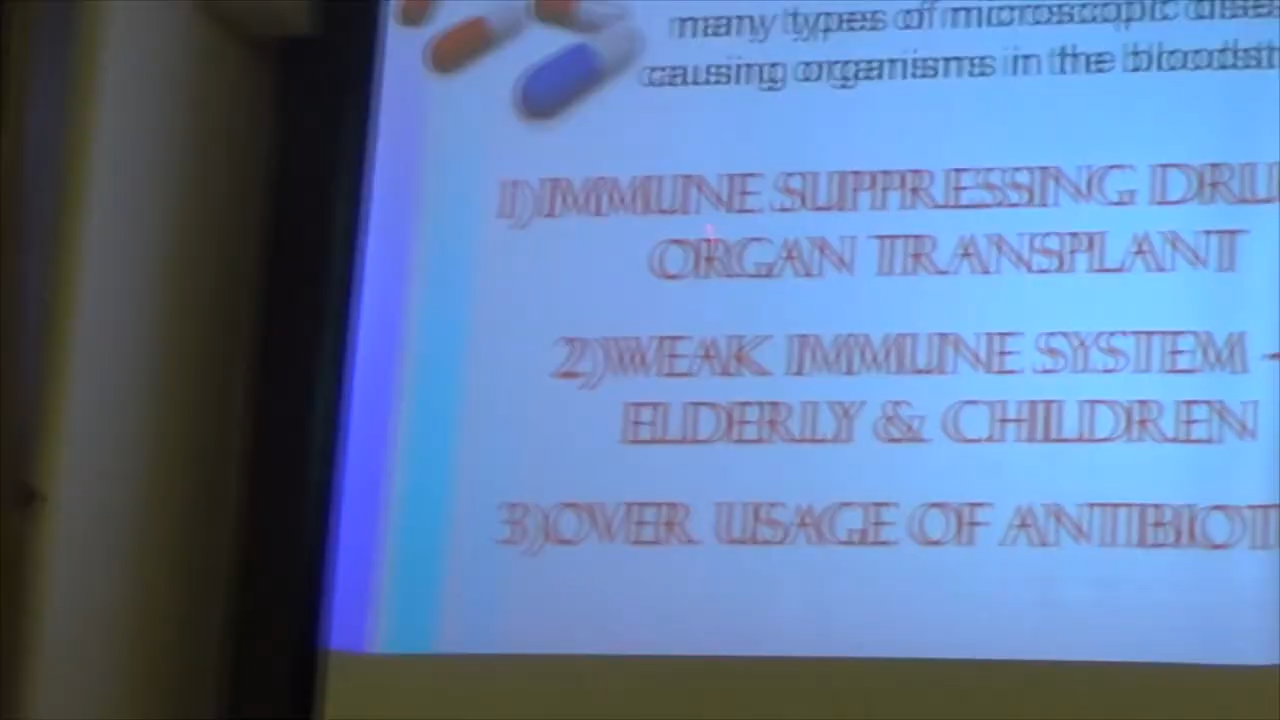 many types of microscopic
causing organisms in the
1)IMMUNE SUPPRESSING
ORGAN TRANSPLANT
2)WEAK IMMUNE SYSTEM -
ELDERLY & CHILDREN
3)OVER USAGE OF